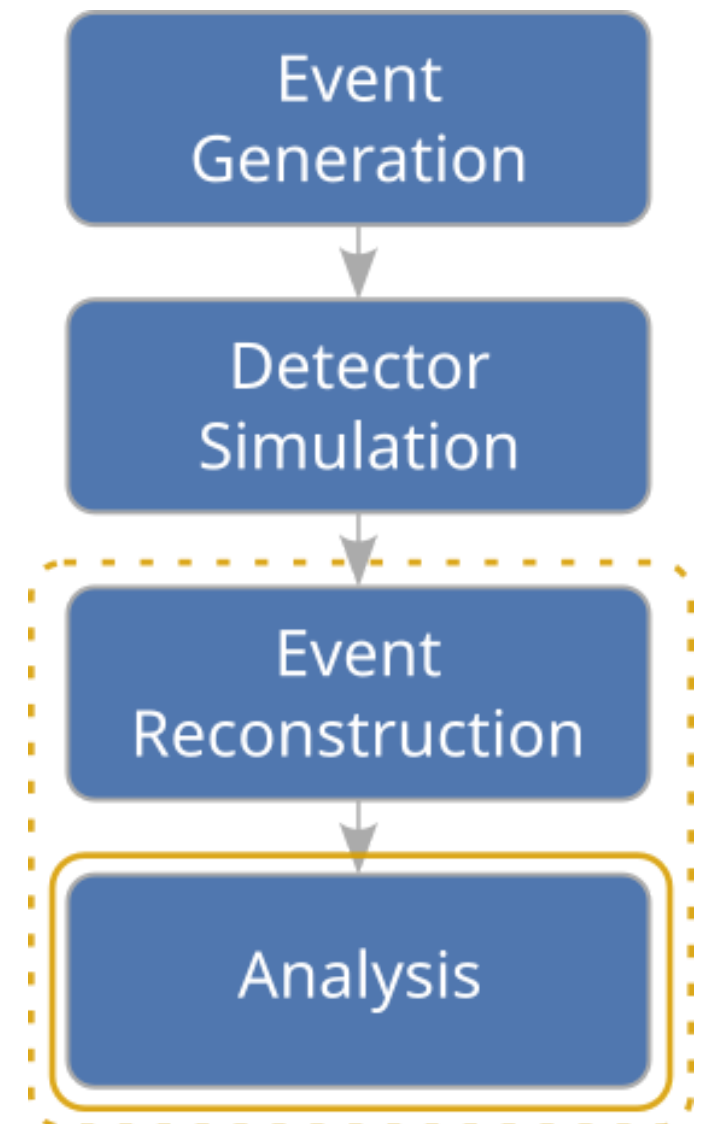 Event
Generation
Detector
Simulation
Event
Reconstruction
Analysis